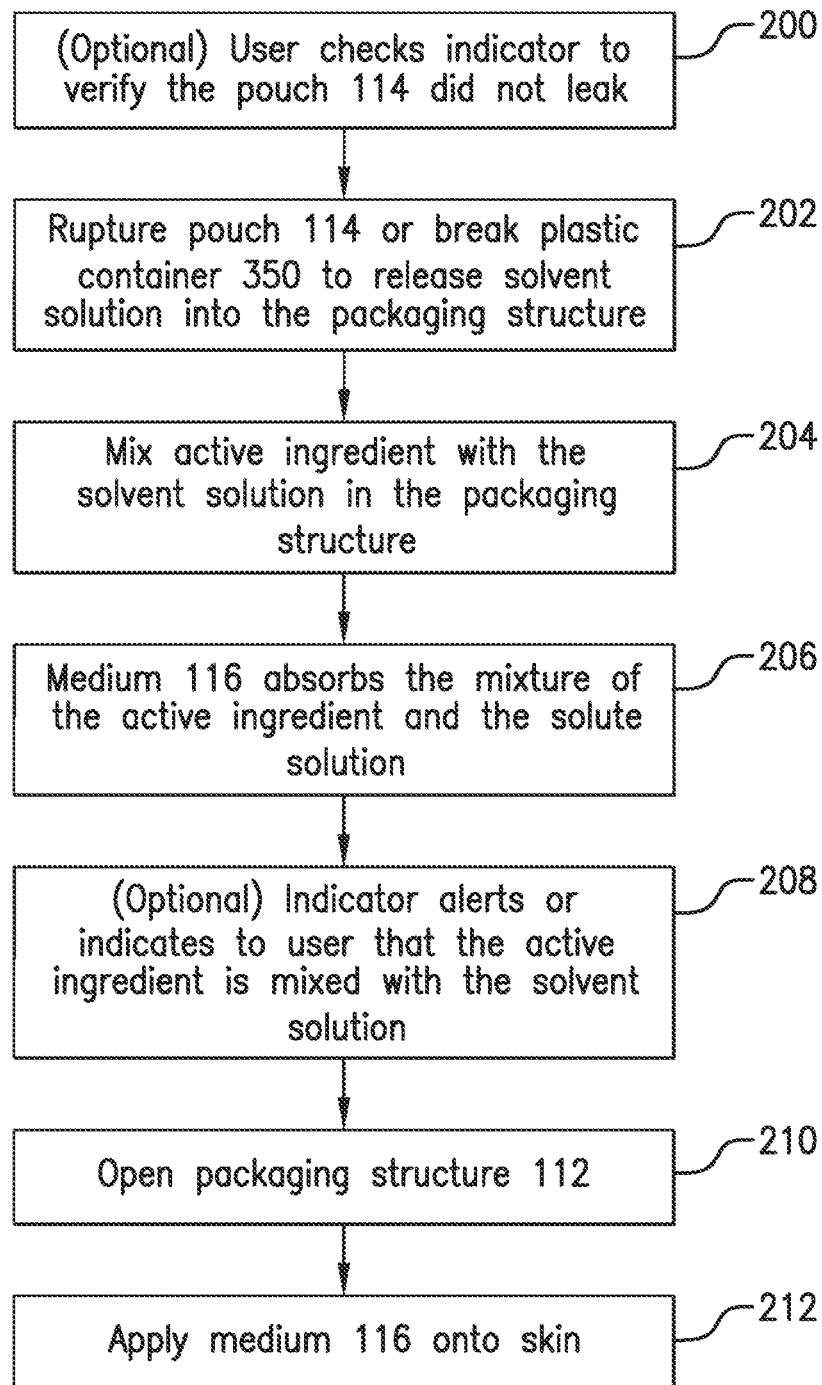 (Optional) User checks indicator to
verify the pouch 114 did not leak
200
Rupture pouch 114 or break plastic
container 350 to release solvent
solution into the packaging structure
202
Mix active ingredient with the
solvent solution in the packaging
structure
204
Medium 116 absorbs the mixture of
the active ingredient and the solute
solution
206
(Optional) Indicator alerts or
indicates to user that the active
ingredient is mixed with the solvent
solution
208
Open packaging structure 112
210
Apply medium 116 onto skin
212